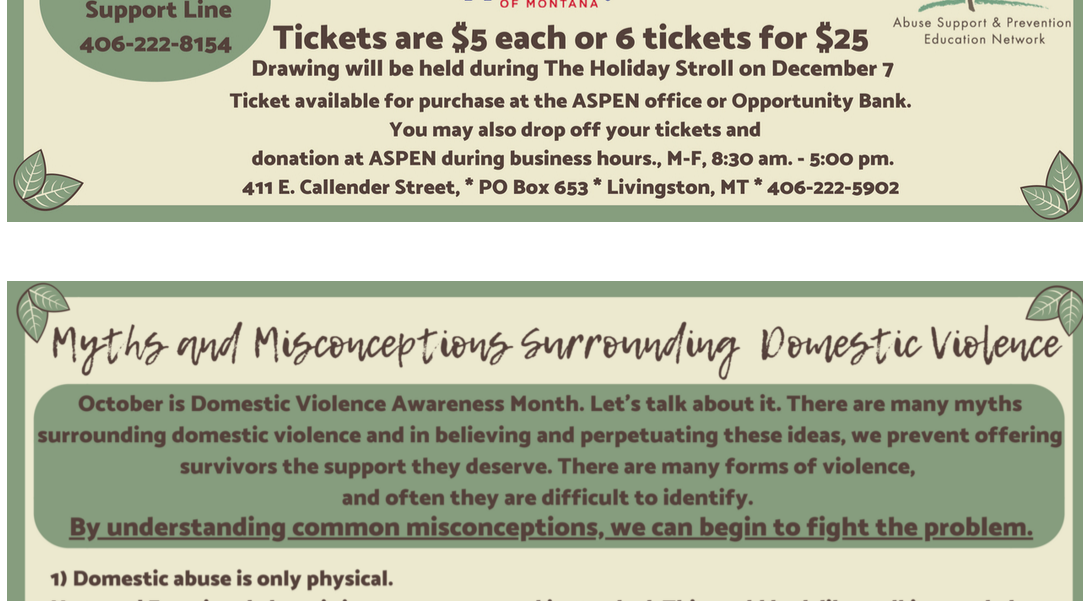 Support Line
406-222-8154
OF MONTANA
Abuse Support & Prevention
Education Network
Tickets are $5 each or 6 tickets for $25
Drawing will be held during The Holiday Stroll on December 7
Ticket available for purchase at the ASPEN office or Opportunity Bank.
You may also drop off your tickets and
donation at ASPEN during business hours., M-F, 8:30 am. - 5:00 pm.
411 E. Callender Street, * PO Box 653 * Livingston, MT * 406-222-5902
Myths and Misconceptions Surrounding Domestic Violence
October is Domestic Violence Awareness Month. Let's talk about it. There are many myths
surrounding domestic violence and in believing and perpetuating these ideas, we prevent offering
survivors the support they deserve. There are many forms of violence,
and often they are difficult to identify.
By understanding common misconceptions, we can begin to fight the problem.
1) Domestic abuse is only physical.